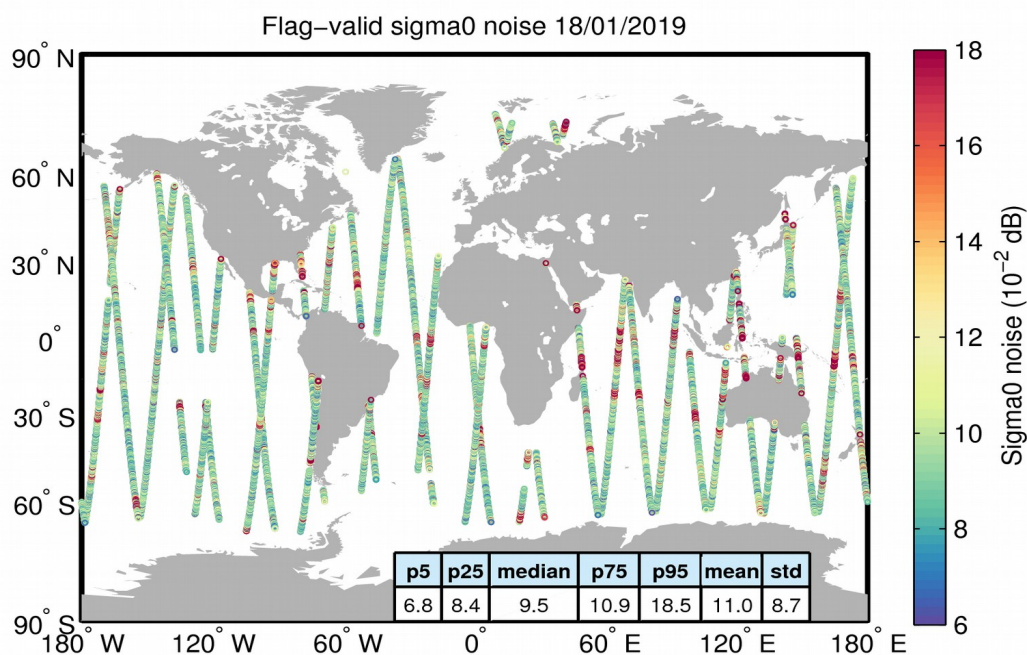 Flag-valid sigma0 noise 18/01/2019
90° N
60° N
30° N
0°
30° S
60° S
90° S
180° W
120° W
60° W
0°
60° E
120° E
180° E
p5 p25 median p75 p95 mean std
6.8 8.4 9.5 10.9 18.5 11.0 8.7
18
16
14
12
10
8
6
Sigma0 noise (10⁻² dB)